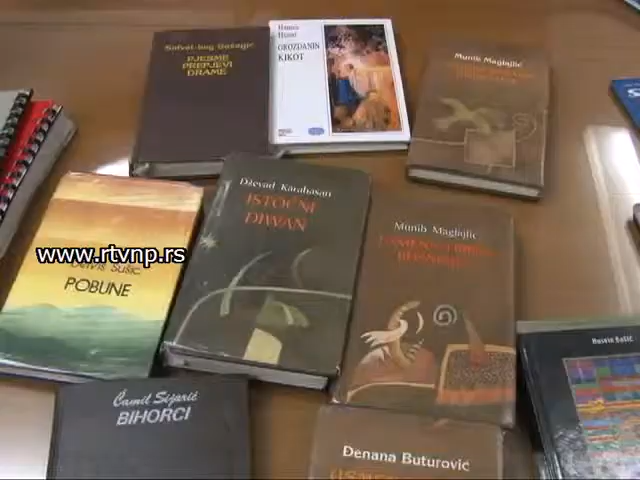 Safvet-beg Bašagić
PJESME
PREPJEVI
DRAME
Hamza
Humo
GROZDANIN
KIKOT
Munib Maglajlić
Dževad Karahasan
ISTOČNI
DIWAN
Munib Maglajlić
www.rtvnp.rs
Derviš Sušić
POBUNE
Ćamil Sijarić
BIHORCI
Đenana Buturović
Husein Bašić